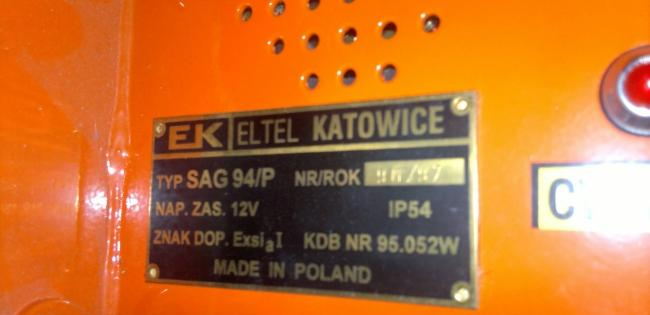 EK ELTEL KATOWICE
TYP SAG 94/P NR/ROK
NAP. ZAS. 12V IP54
ZNAK DOP. ExsiaI KDB NR 95.052W
MADE IN POLAND